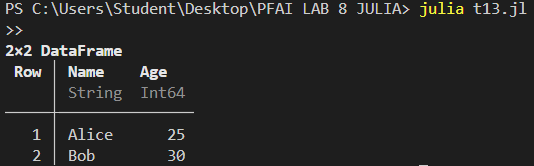 PS C:\Users\Student\Desktop\PFAI LAB 8 JULIA> julia t13.jl
>>
2×2 DataFrame
Row Name Age
String Int64
1 Alice 25
2 Bob 30